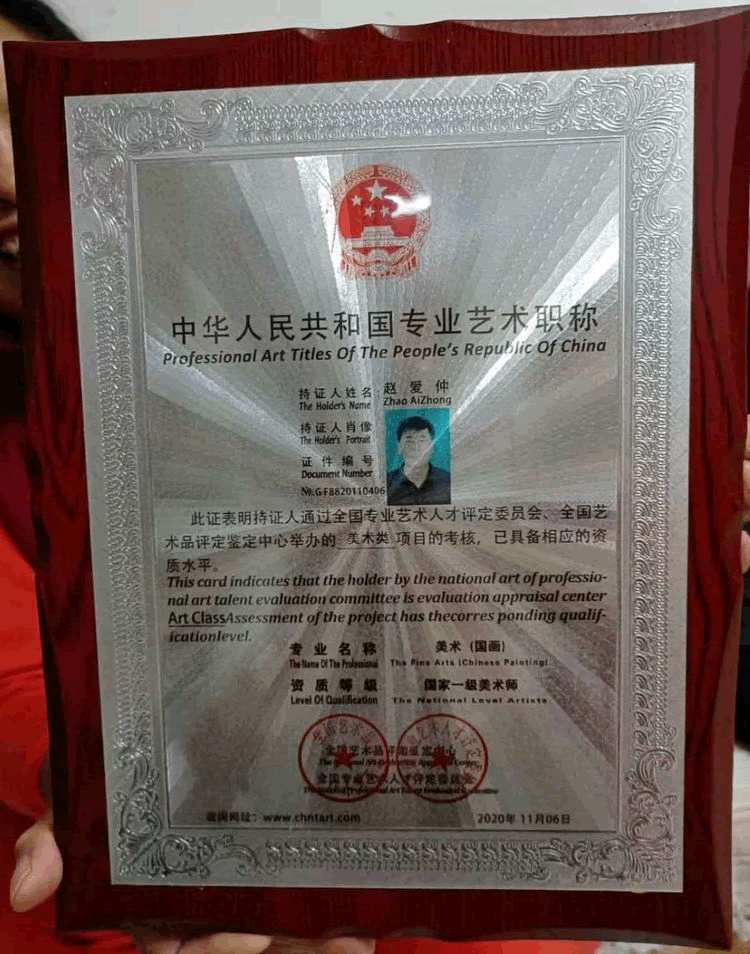 中华人民共和国专业艺术职称
Professional Art Titles Of The People's Republic Of China
持证人姓名 赵爱仲
The Holder's Name Zhao AiZhong
持证人肖像
The Holder's Portrait
证件编号
Document Number
No.GF8820110406
此证表明持证人通过全国专业艺术人才评定委员会、全国艺
术品评定鉴定中心举办的 美术类 项目的考核，已具备相应的资
质水平。
This card indicates that the holder by the national art of professio-
nal art talent evaluation committee is evaluation appraisal center
Art ClassAssessment of the project has thecorres ponding qualif-
icationlevel.
专业名称 美术（国画）
The Name Of The Professional The Fine Arts (Chinese Painting)
资质等级 国家一级美术师
Level Of Qualification The National Level Artists
全国艺术品评定鉴定中心
The National Art Evaluation Appraisal Center
全国专业艺术人才评定委员会
查询网址：www.chntart.com 2020年11月06日